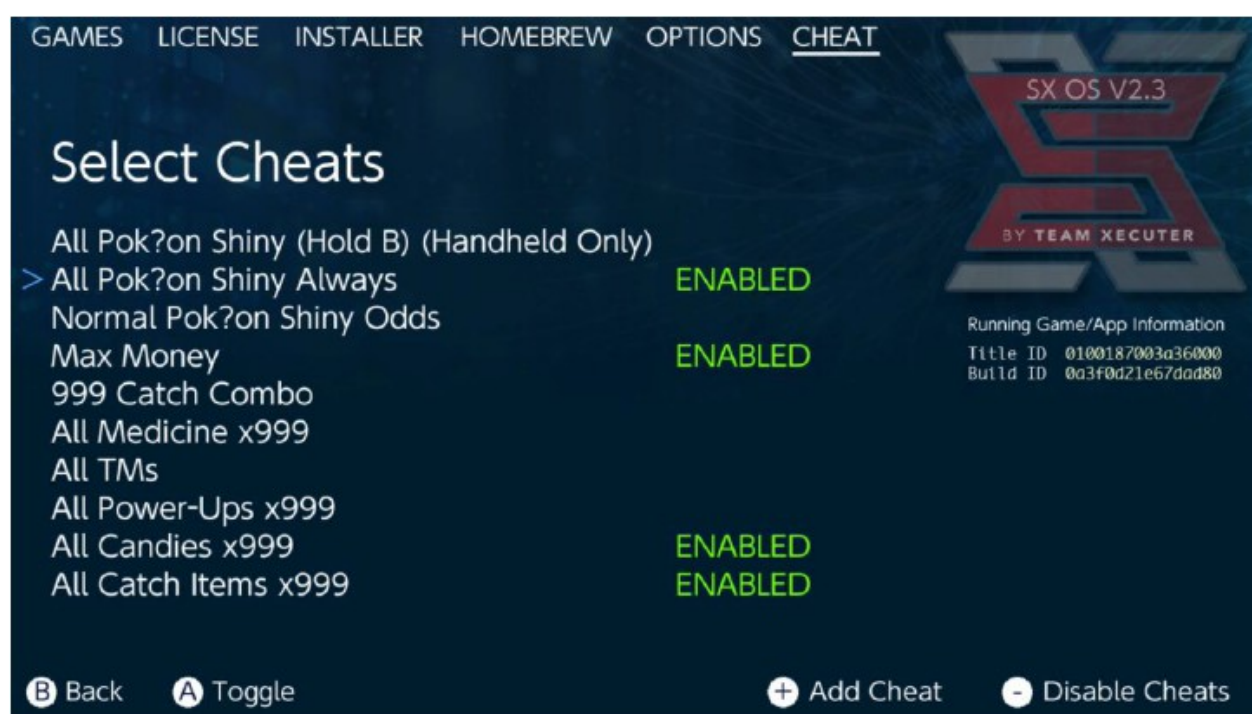 GAMES LICENSE INSTALLER HOMEBREW OPTIONS CHEAT
SX OS V2.3
BY TEAM XECUTER
Select Cheats
All Pok?on Shiny (Hold B) (Handheld Only)
> All Pok?on Shiny Always ENABLED
Normal Pok?on Shiny Odds
Max Money ENABLED
999 Catch Combo
All Medicine x999
All TMs
All Power-Ups x999
All Candies x999 ENABLED
All Catch Items x999 ENABLED
Running Game/App Information
Title ID 0100187003a36000
Build ID 0a3f0d21e67dad80
B Back A Toggle + Add Cheat - Disable Cheats